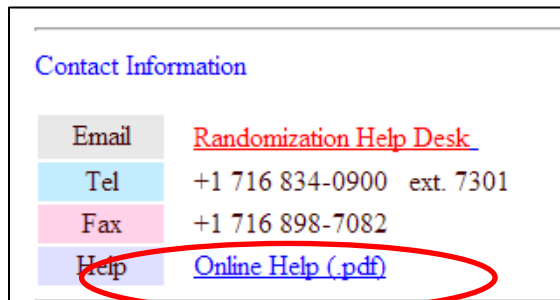 Contact Information
Email Randomization Help Desk
Tel +1 716 834-0900 ext. 7301
Fax +1 716 898-7082
Help Online Help (.pdf)